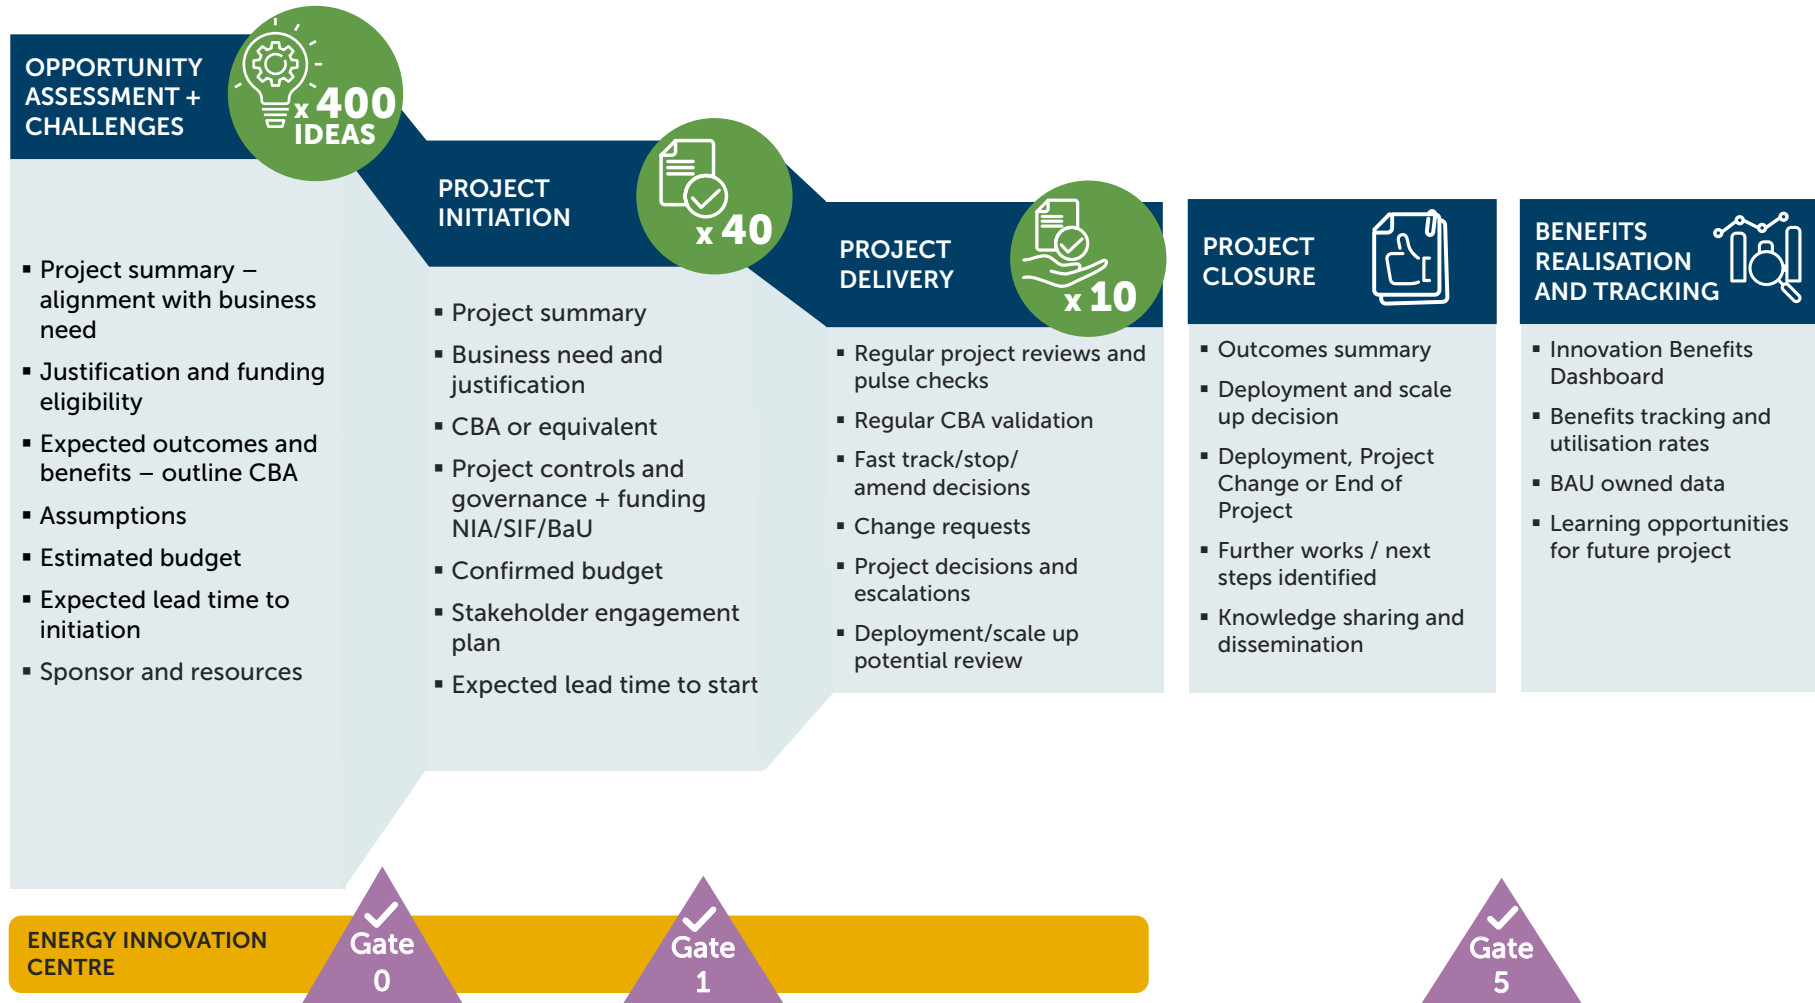 OPPORTUNITY
ASSESSMENT +
CHALLENGES
x 400
IDEAS
▪ Project summary –
alignment with business
need
▪ Justification and funding
eligibility
▪ Expected outcomes and
benefits – outline CBA
▪ Assumptions
▪ Estimated budget
▪ Expected lead time to
initiation
▪ Sponsor and resources
PROJECT
INITIATION
x 40
▪ Project summary
▪ Business need and
justification
▪ CBA or equivalent
▪ Project controls and
governance + funding
NIA/SIF/BaU
▪ Confirmed budget
▪ Stakeholder engagement
plan
▪ Expected lead time to start
PROJECT
DELIVERY
x 10
▪ Regular project reviews and
pulse checks
▪ Regular CBA validation
▪ Fast track/stop/
amend decisions
▪ Change requests
▪ Project decisions and
escalations
▪ Deployment/scale up
potential review
PROJECT
CLOSURE
▪ Outcomes summary
▪ Deployment and scale
up decision
▪ Deployment, Project
Change or End of
Project
▪ Further works / next
steps identified
▪ Knowledge sharing and
dissemination
BENEFITS
REALISATION
AND TRACKING
▪ Innovation Benefits
Dashboard
▪ Benefits tracking and
utilisation rates
▪ BAU owned data
▪ Learning opportunities
for future project
ENERGY INNOVATION
CENTRE
Gate
0
Gate
1
Gate
5